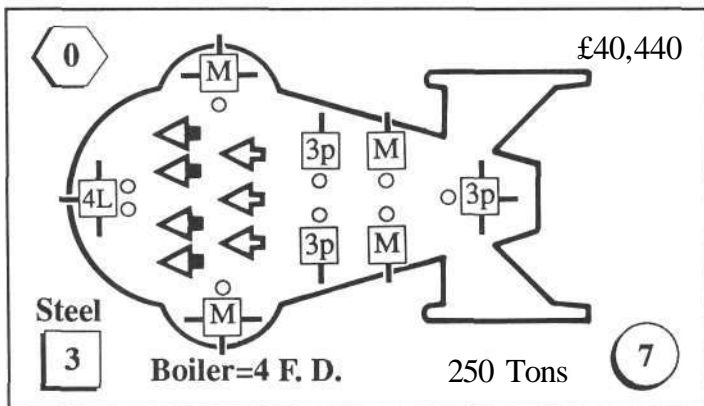 0
£40,440
M
3p M
4L 3p
3p M
M
Steel
3
Boiler=4 F. D.
250 Tons
7